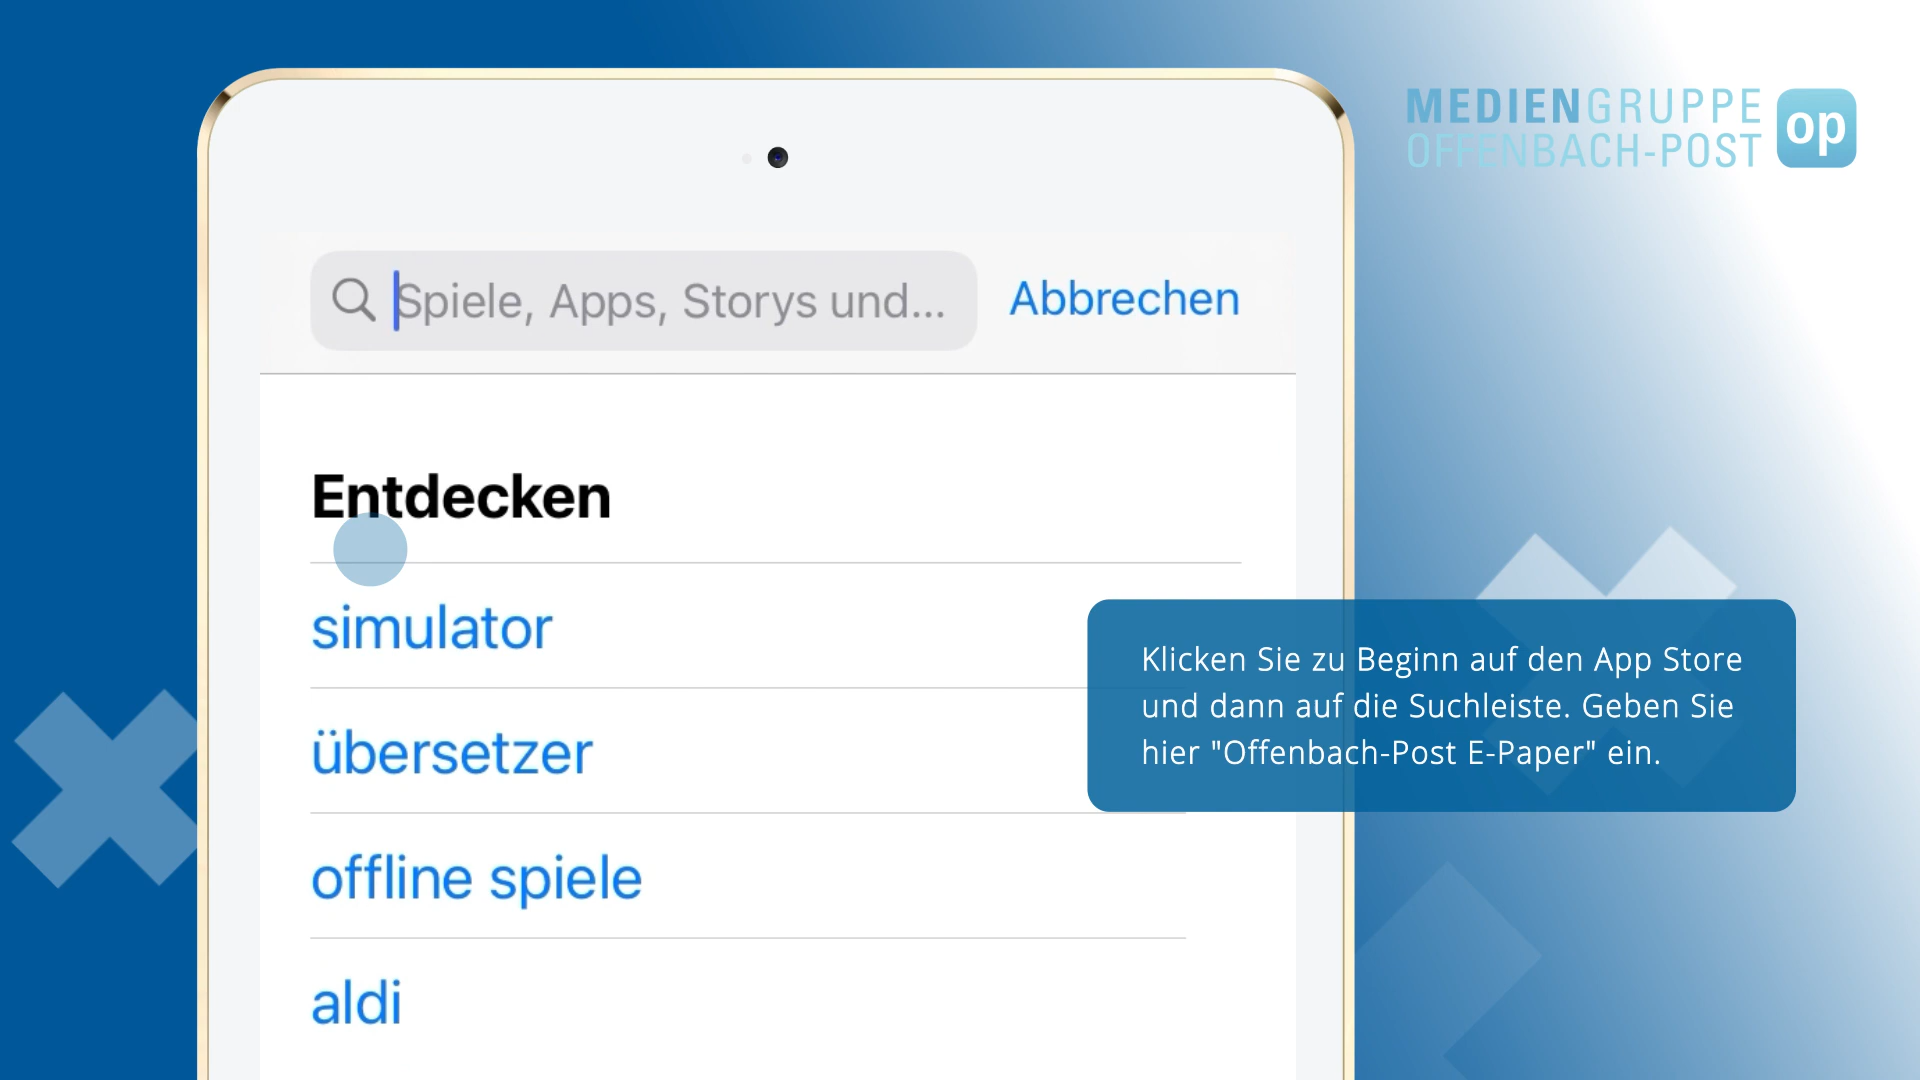 MEDIENGRUPPE
OFFENBACH-POST
op
Spiele, Apps, Storys und...
Abbrechen
Entdecken
simulator
übersetzer
offline spiele
aldi
Klicken Sie zu Beginn auf den App Store
und dann auf die Suchleiste. Geben Sie
hier "Offenbach-Post E-Paper" ein.